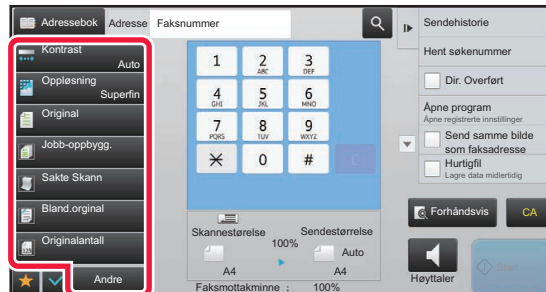 Adressebok
Adresse
Faksnummer
Kontrast
Auto
Oppløsning
Superfin
Original
Jobb-oppbygg.
Sakte Skann
Bland.orginal
Originalantall
Andre
1
2
ABC
3
DEF
4
GHI
5
JKL
6
MNO
7
PQRS
8
TUV
9
WXYZ
0
#
C
Skannestørelse
100%
Sendestørrelse
Auto
A4
A4
Faksmottakminne : 100%
Sendehistorie
Hent søkenummer
Dir. Overført
Åpne program
Åpne registrerte innstillinger
Send samme bilde
som faksadresse
Hurtigfil
Lagre data midlertidig
Forhåndsvis
CA
Høyttaler
Start